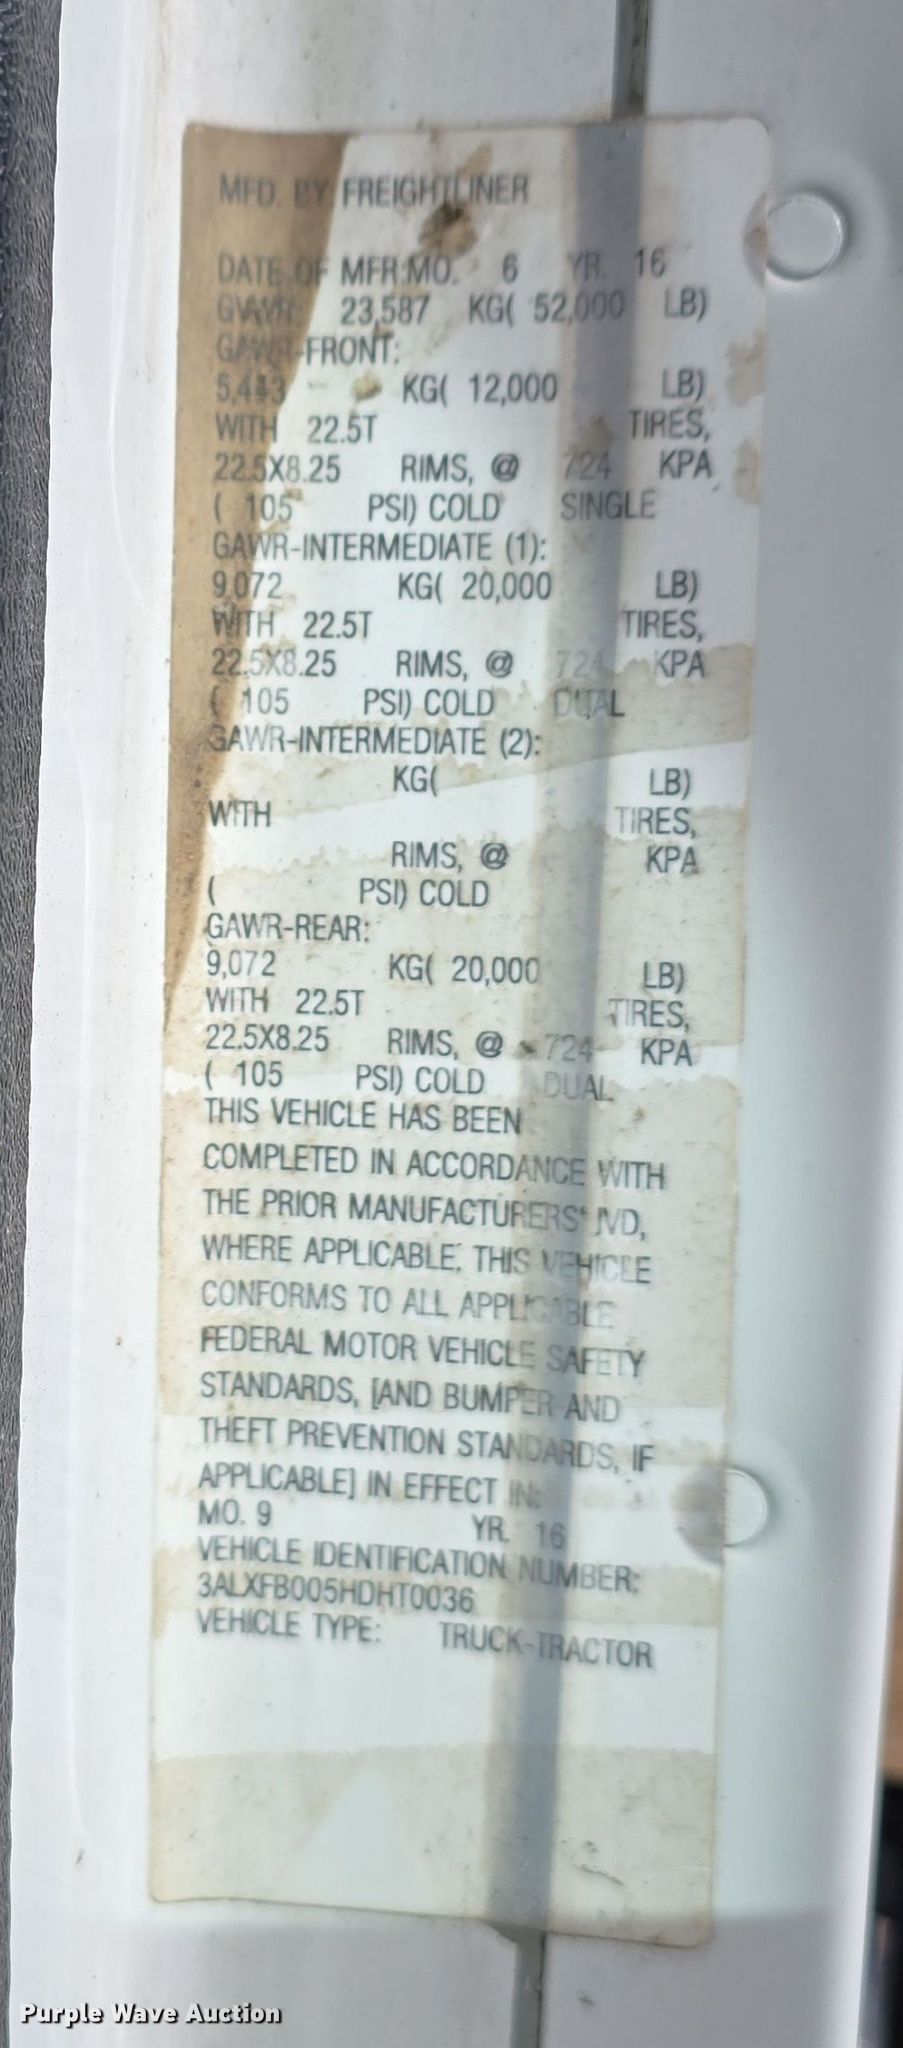 MFD. BY FREIGHTLINER
DATE OF MFR:MO. 6 YR. 16
GVWR: 23,587 KG( 52,000 LB)
GAWR-FRONT:
5,443 KG( 12,000 LB)
WITH 22.5T TIRES,
22.5X8.25 RIMS, @ 724 KPA
( 105 PSI) COLD SINGLE
GAWR-INTERMEDIATE (1):
9,072 KG( 20,000 LB)
WITH 22.5T TIRES,
22.5X8.25 RIMS, @ 724 KPA
( 105 PSI) COLD DUAL
GAWR-INTERMEDIATE (2):
KG( LB)
WITH TIRES,
RIMS, @ KPA
( PSI) COLD
GAWR-REAR:
9,072 KG( 20,000 LB)
WITH 22.5T TIRES,
22.5X8.25 RIMS, @ 724 KPA
( 105 PSI) COLD DUAL
THIS VEHICLE HAS BEEN
COMPLETED IN ACCORDANCE WITH
THE PRIOR MANUFACTURERS' IVD,
WHERE APPLICABLE. THIS VEHICLE
CONFORMS TO ALL APPLICABLE
FEDERAL MOTOR VEHICLE SAFETY
STANDARDS, [AND BUMPER AND
THEFT PREVENTION STANDARDS, IF
APPLICABLE] IN EFFECT IN:
MO. 9 YR. 16
VEHICLE IDENTIFICATION NUMBER:
3ALXFB005HDHT0036
VEHICLE TYPE: TRUCK-TRACTOR
Purple Wave Auction